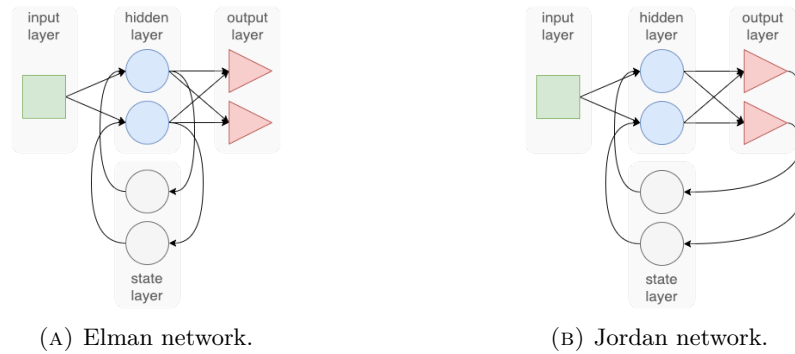 input
layer
hidden
layer
output
layer
state
layer
(A) Elman network.
input
layer
hidden
layer
output
layer
state
layer
(B) Jordan network.